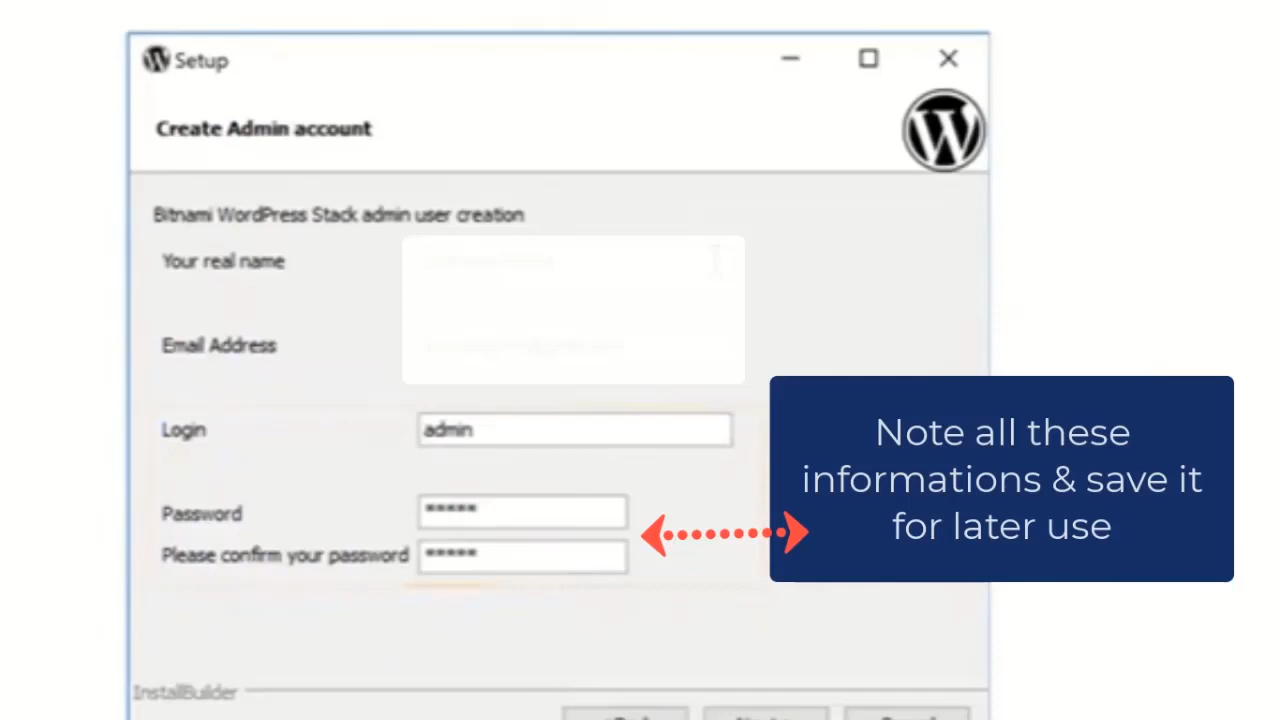 Setup
Create Admin account
Bitnami WordPress Stack admin user creation
Your real name
Email Address
Login
admin
Password
*****
Please confirm your password
*****
Note all these
informations & save it
for later use
InstallBuilder